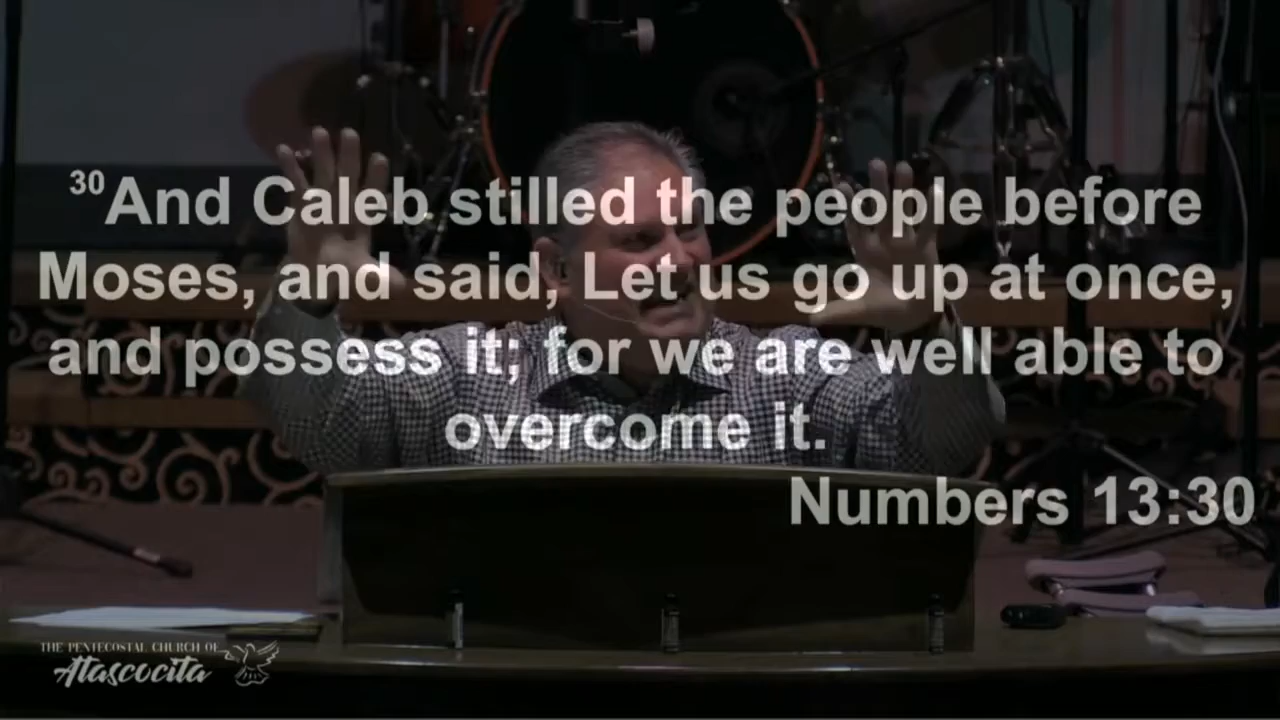 30And Caleb stilled the people before
Moses, and said, Let us go up at once,
and possess it; for we are well able to
overcome it.
Numbers 13:30
THE PENTECOSTAL CHURCH OF
Atascocita